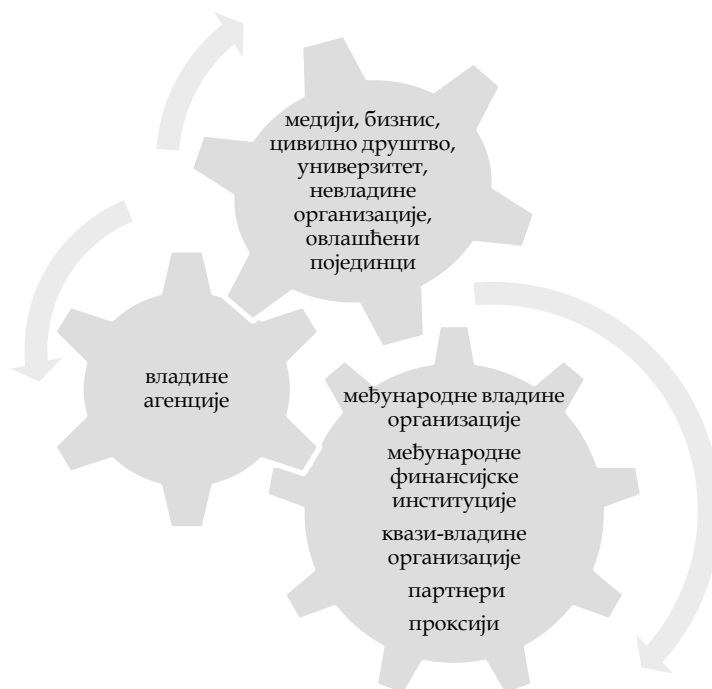 медији, бизнис,
цивилно друштво,
универзитет,
невладине
организације,
овлашћени
појединци
владине
агенције
међународне владине
организације
међународне
финансијске
институције
квази-владине
организације
партнери
проксији